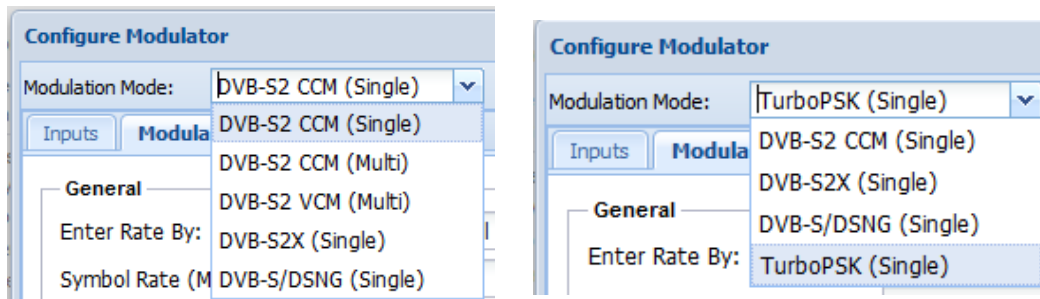 Configure Modulator
Modulation Mode: DVB-S2 CCM (Single)
Inputs Modula
DVB-S2 CCM (Single)
DVB-S2 CCM (Multi)
DVB-S2 VCM (Multi)
DVB-S2X (Single)
DVB-S/DSNG (Single)
General
Enter Rate By:
Symbol Rate (M
Configure Modulator
Modulation Mode: TurboPSK (Single)
Inputs Modula
DVB-S2 CCM (Single)
DVB-S2X (Single)
DVB-S/DSNG (Single)
TurboPSK (Single)
General
Enter Rate By: